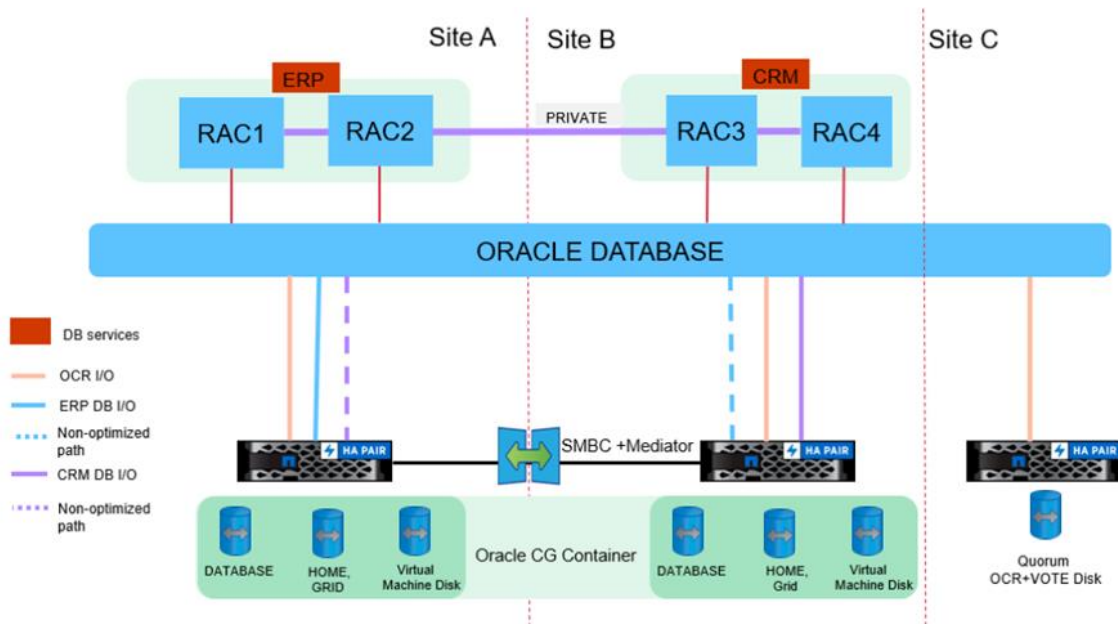 Site A
Site B
Site C
ERP
CRM
RAC1
RAC2
PRIVATE
RAC3
RAC4
ORACLE DATABASE
DB services
OCR I/O
ERP DB I/O
Non-optimized
path
CRM DB I/O
Non-optimized
path
HA PAIR
SMBC +Mediator
HA PAIR
HA PAIR
DATABASE
HOME,
GRID
Virtual
Machine Disk
Oracle CG Container
DATABASE
HOME,
Grid
Virtual
Machine Disk
Quorum
OCR+VOTE Disk